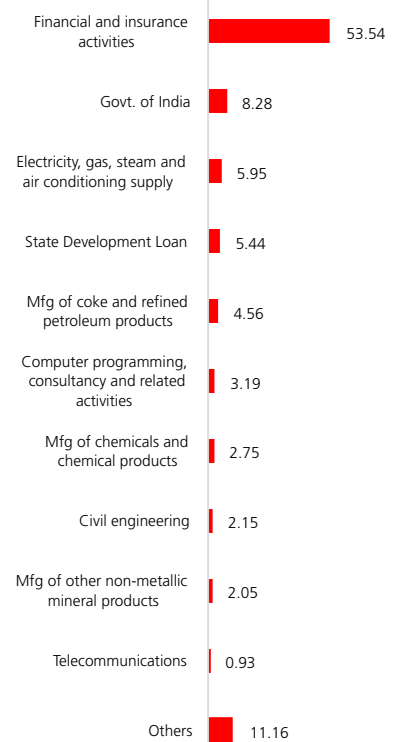 Financial and insurance
activities
53.54
Govt. of India
8.28
Electricity, gas, steam and
air conditioning supply
5.95
State Development Loan
5.44
Mfg of coke and refined
petroleum products
4.56
Computer programming,
consultancy and related
activities
3.19
Mfg of chemicals and
chemical products
2.75
Civil engineering
2.15
Mfg of other non-metallic
mineral products
2.05
Telecommunications
0.93
Others
11.16